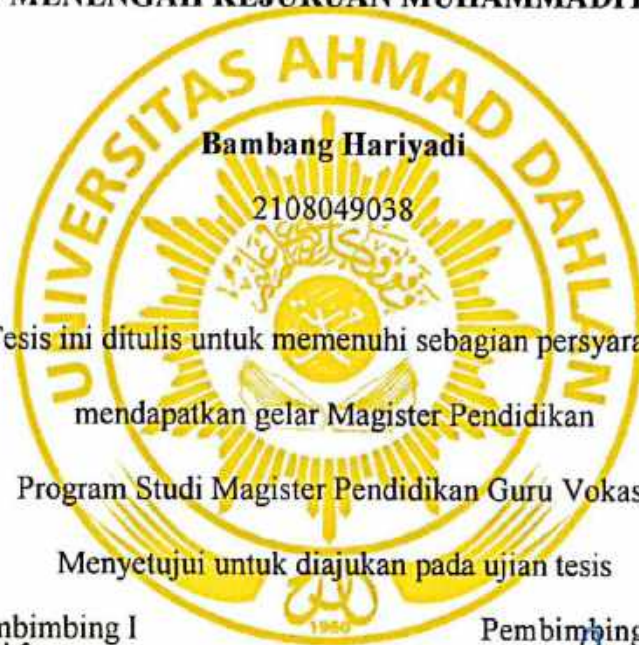 MENENGAH KEJURUAN MUHAMMADI
UNIVERSITAS AHMAD DAHLAN
Bambang Hariyadi
2108049038
Tesis ini ditulis untuk memenuhi sebagian persyara
mendapatkan gelar Magister Pendidikan
Program Studi Magister Pendidikan Guru Vokas
Menyetujui untuk diajukan pada ujian tesis
1960
mbimbing I Pembimbing